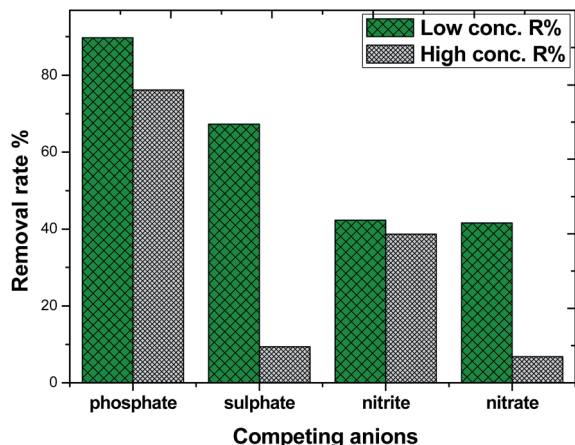 Low conc. R%
High conc. R%
Removal rate %
80
60
40
20
0
phosphate sulphate nitrite nitrate
Competing anions